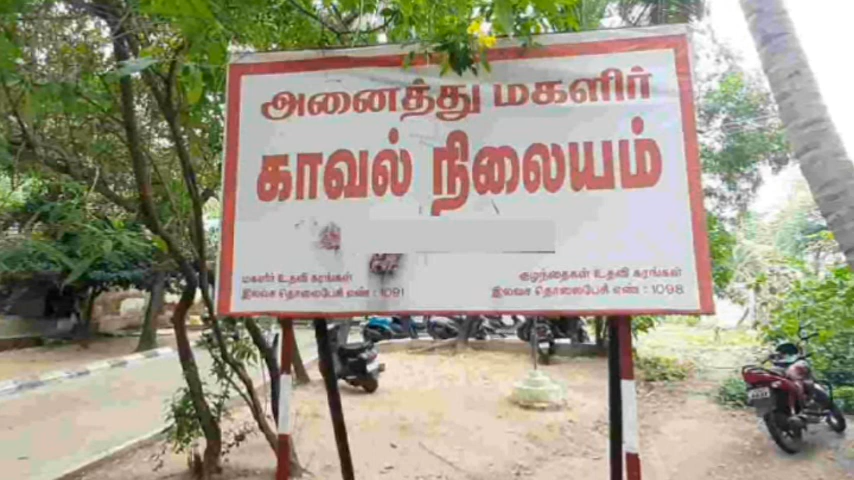 அனைத்து மகளிர்
காவல் நிலையம்
மகளிர் உதவி கரங்கள்
இலவச தொலைபேசி எண் : 1091
குழந்தைகள் உதவி கரங்கள்
இலவச தொலைபேசி எண் : 1098